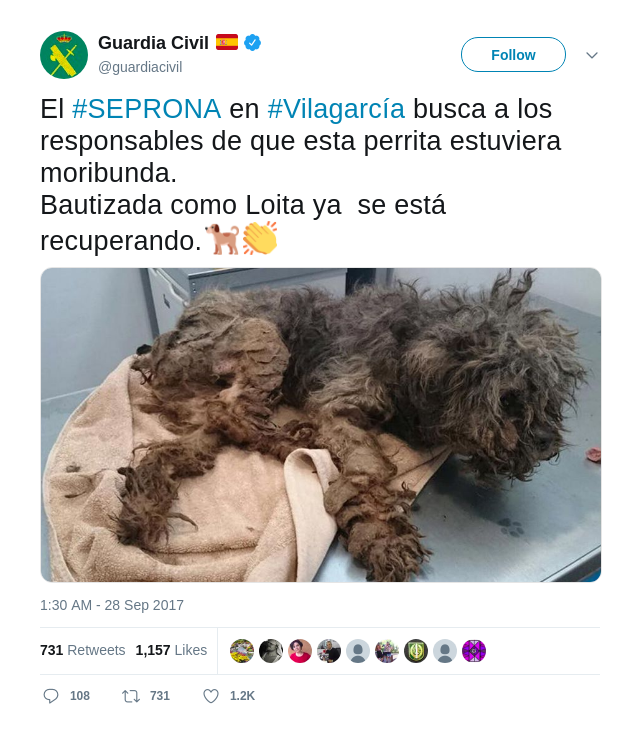 Guardia Civil
Follow
@guardiacivil
El #SEPRONA en #Vilagarcía busca a los
responsables de que esta perrita estuviera
moribunda.
Bautizada como Loita ya  se está
recuperando.
1:30 AM - 28 Sep 2017
731 Retweets 1,157 Likes
108 731 1.2K